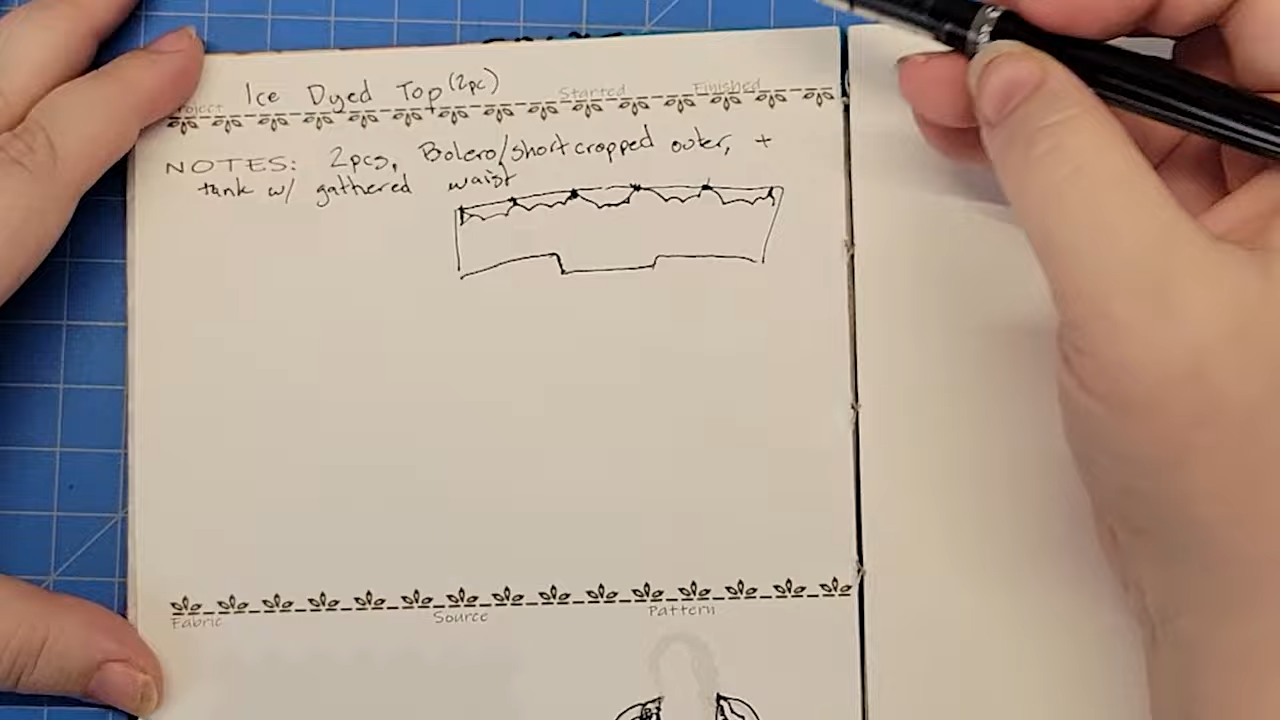 Project Ice Dyed Top (2pc) Started Finished
NOTES: 2pcs, Bolero/short cropped outer, +
tank w/ gathered waist
Fabric Source Pattern